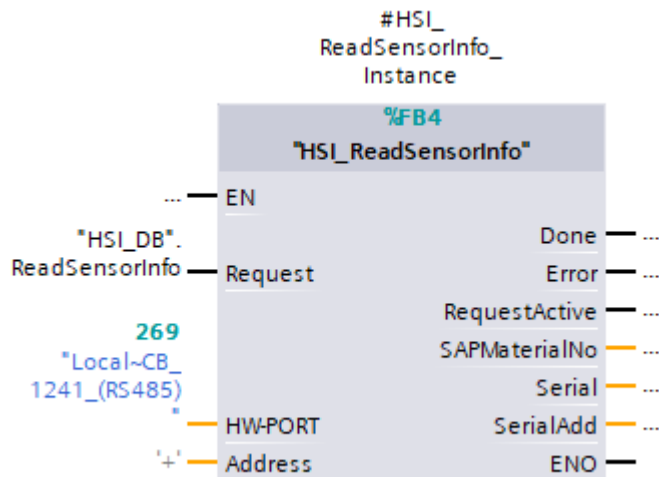 #HSI_
ReadSensorInfo_
Instance
%FB4
"HSI_ReadSensorInfo"
... EN
"HSI_DB".
ReadSensorInfo Request
Done ...
Error ...
RequestActive ...
269
"Local~CB_
1241_(RS485)
"
HW-PORT
SAPMaterialNo ...
Serial ...
SerialAdd ...
'+' Address
ENO